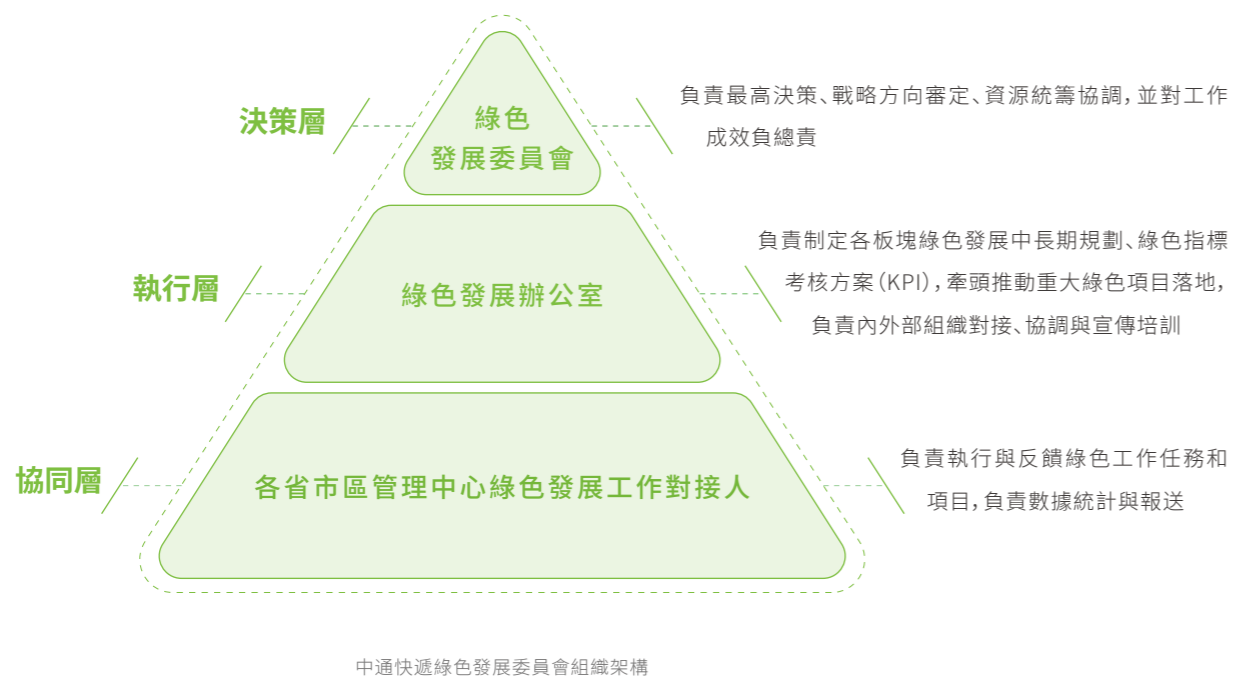 決策層
綠色
發展委員會
負責最高決策、戰略方向審定、資源統籌協調，並對工作
成效負總責
執行層
綠色發展辦公室
負責制定各板塊綠色發展中長期規劃、綠色指標
考核方案（KPI），牽頭推動重大綠色項目落地，
負責內外部組織對接、協調與宣傳培訓
協同層
各省市區管理中心綠色發展工作對接人
負責執行與反饋綠色工作任務和
項目，負責數據統計與報送
中通快遞綠色發展委員會組織架構